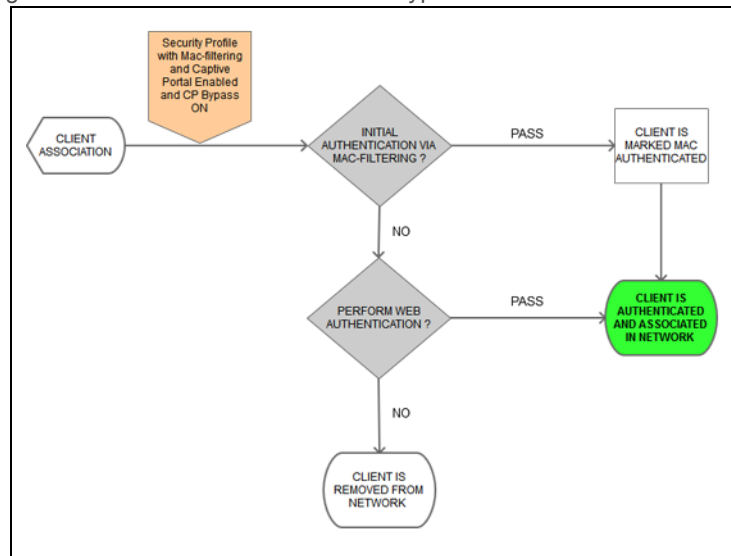 Security Profile
with Mac-filtering
and Captive
Portal Enabled
and CP Bypass
ON
CLIENT
ASSOCIATION
INITIAL
AUTHENTICATION VIA
MAC-FILTERING ?
PASS
CLIENT IS
MARKED MAC
AUTHENTICATED
NO
PERFORM WEB
AUTHENTICATION ?
PASS
CLIENT IS
AUTHENTICATED
AND ASSOCIATED
IN NETWORK
NO
CLIENT IS
REMOVED FROM
NETWORK